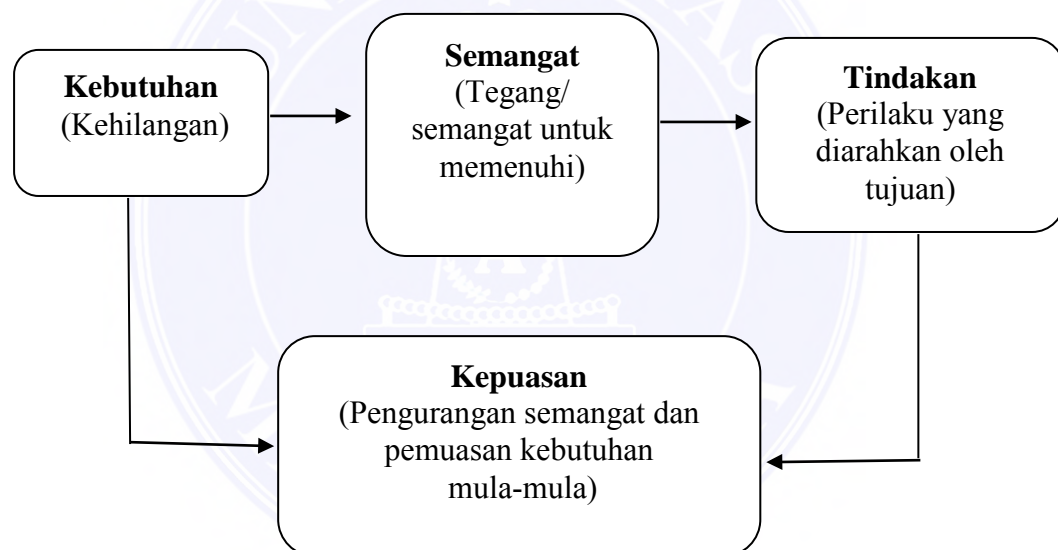 Kebutuhan
(Kehilangan)
Semangat
(Tegang/
semangat untuk
memenuhi)
Tindakan
(Perilaku yang
diarahkan oleh
tujuan)
Kepuasan
(Pengurangan semangat dan
pemuasan kebutuhan
mula-mula)